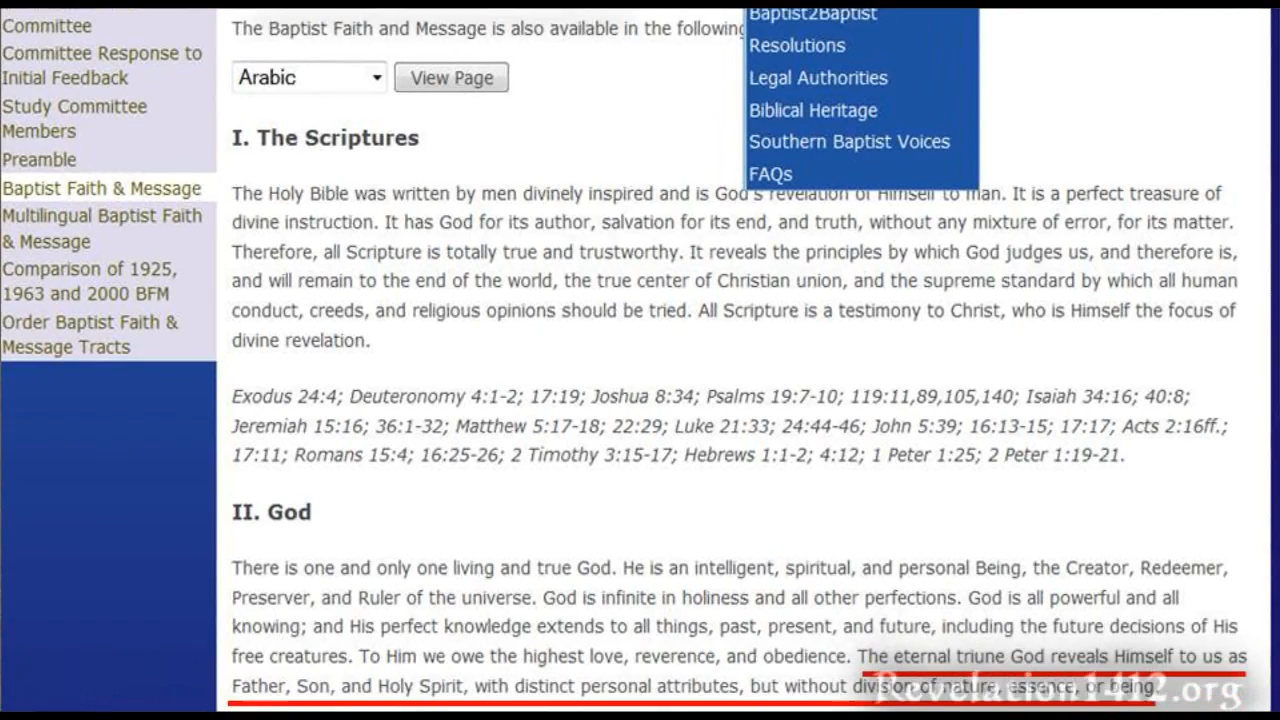 Committee
Committee Response to
Initial Feedback
Study Committee
Members
Preamble
Baptist Faith & Message
Multilingual Baptist Faith
& Message
Comparison of 1925,
1963 and 2000 BFM
Order Baptist Faith &
Message Tracts
The Baptist Faith and Message is also available in the following
Arabic
View Page
Baptist2Baptist
Resolutions
Legal Authorities
Biblical Heritage
Southern Baptist Voices
FAQs
I. The Scriptures
The Holy Bible was written by men divinely inspired and is God's revelation of Himself to man. It is a perfect treasure of
divine instruction. It has God for its author, salvation for its end, and truth, without any mixture of error, for its matter.
Therefore, all Scripture is totally true and trustworthy. It reveals the principles by which God judges us, and therefore is,
and will remain to the end of the world, the true center of Christian union, and the supreme standard by which all human
conduct, creeds, and religious opinions should be tried. All Scripture is a testimony to Christ, who is Himself the focus of
divine revelation.
Exodus 24:4; Deuteronomy 4:1-2; 17:19; Joshua 8:34; Psalms 19:7-10; 119:11,89,105,140; Isaiah 34:16; 40:8;
Jeremiah 15:16; 36:1-32; Matthew 5:17-18; 22:29; Luke 21:33; 24:44-46; John 5:39; 16:13-15; 17:17; Acts 2:16ff.;
17:11; Romans 15:4; 16:25-26; 2 Timothy 3:15-17; Hebrews 1:1-2; 4:12; 1 Peter 1:25; 2 Peter 1:19-21.
II. God
There is one and only one living and true God. He is an intelligent, spiritual, and personal Being, the Creator, Redeemer,
Preserver, and Ruler of the universe. God is infinite in holiness and all other perfections. God is all powerful and all
knowing; and His perfect knowledge extends to all things, past, present, and future, including the future decisions of His
free creatures. To Him we owe the highest love, reverence, and obedience. The eternal triune God reveals Himself to us as
Father, Son, and Holy Spirit, with distinct personal attributes, but without division of nature, essence, or being.
Revelation1412.org